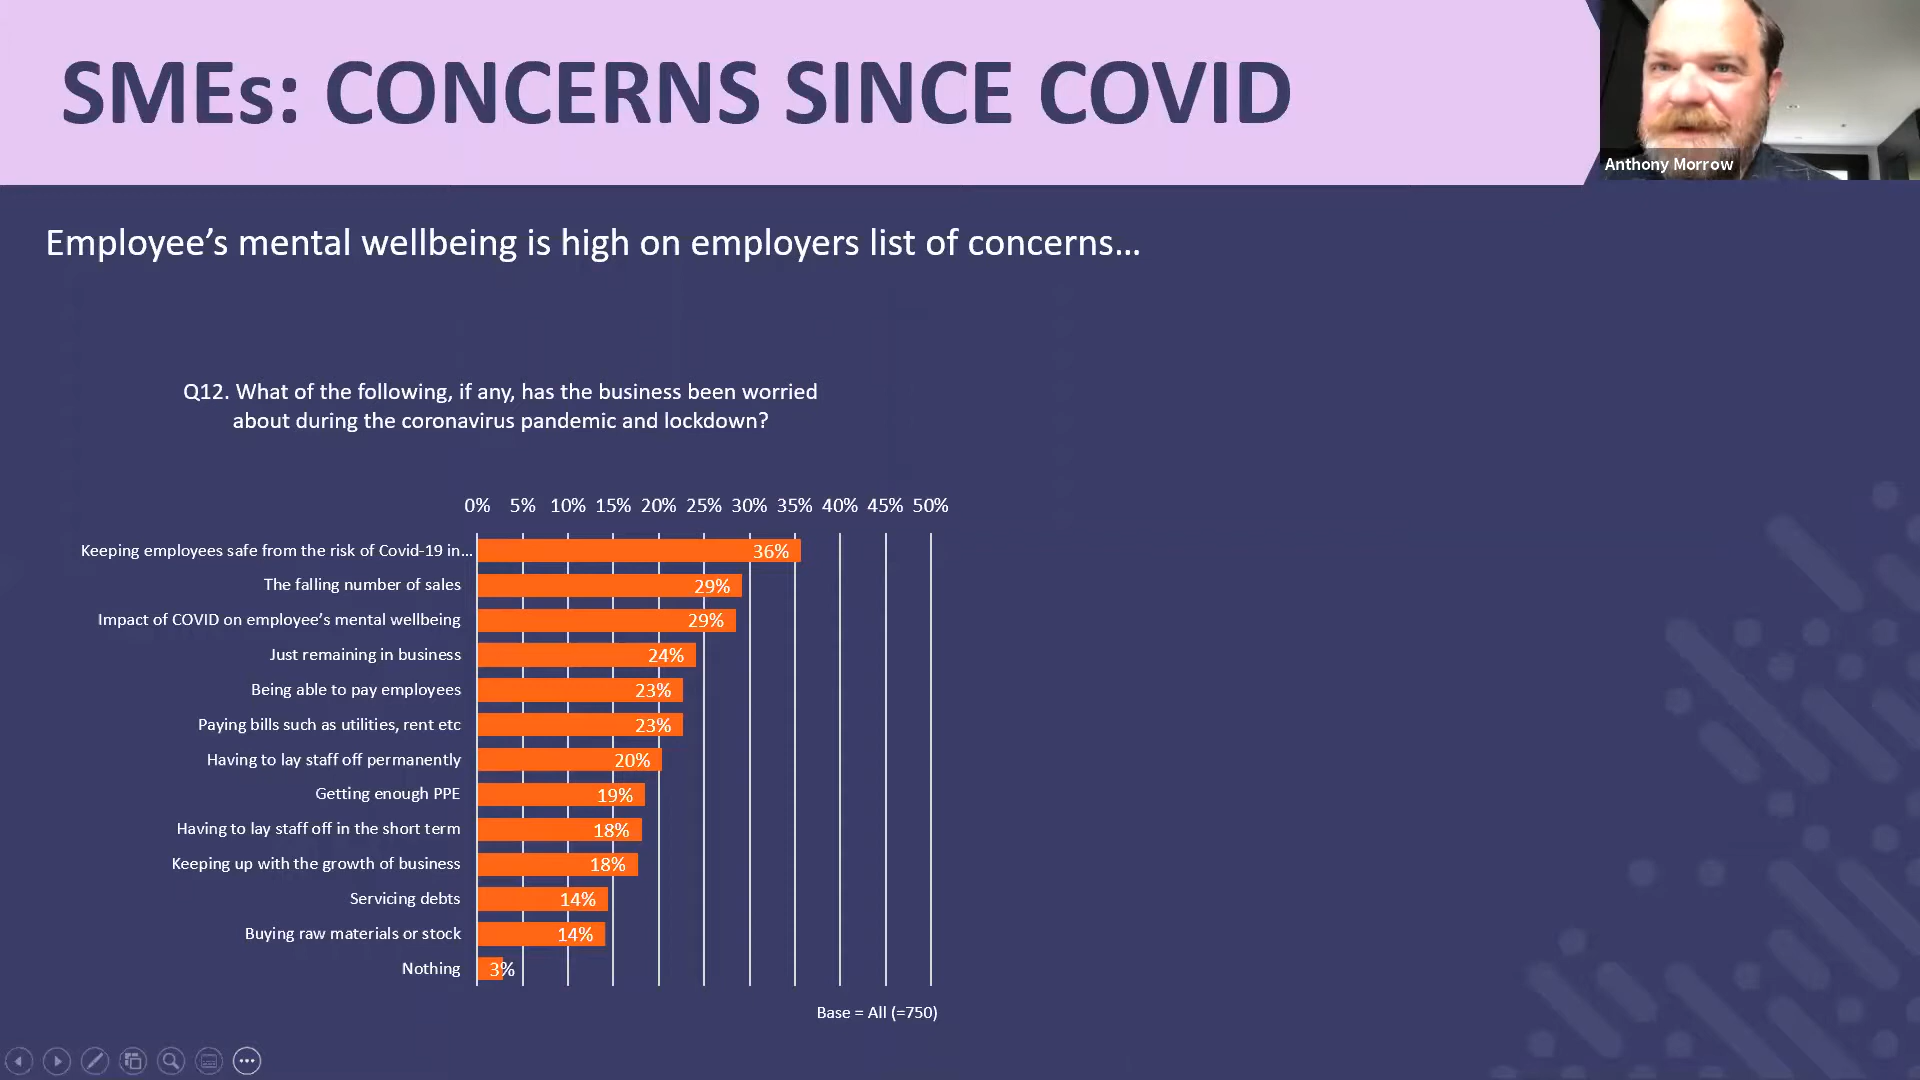 SMEs: CONCERNS SINCE COVID
Anthony Morrow
Employee’s mental wellbeing is high on employers list of concerns…
Q12. What of the following, if any, has the business been worried
about during the coronavirus pandemic and lockdown?
0% 5% 10% 15% 20% 25% 30% 35% 40% 45% 50%
Keeping employees safe from the risk of Covid-19 in… 36%
The falling number of sales 29%
Impact of COVID on employee’s mental wellbeing 29%
Just remaining in business 24%
Being able to pay employees 23%
Paying bills such as utilities, rent etc 23%
Having to lay staff off permanently 20%
Getting enough PPE 19%
Having to lay staff off in the short term 18%
Keeping up with the growth of business 18%
Servicing debts 14%
Buying raw materials or stock 14%
Nothing 3%
Base = All (=750)